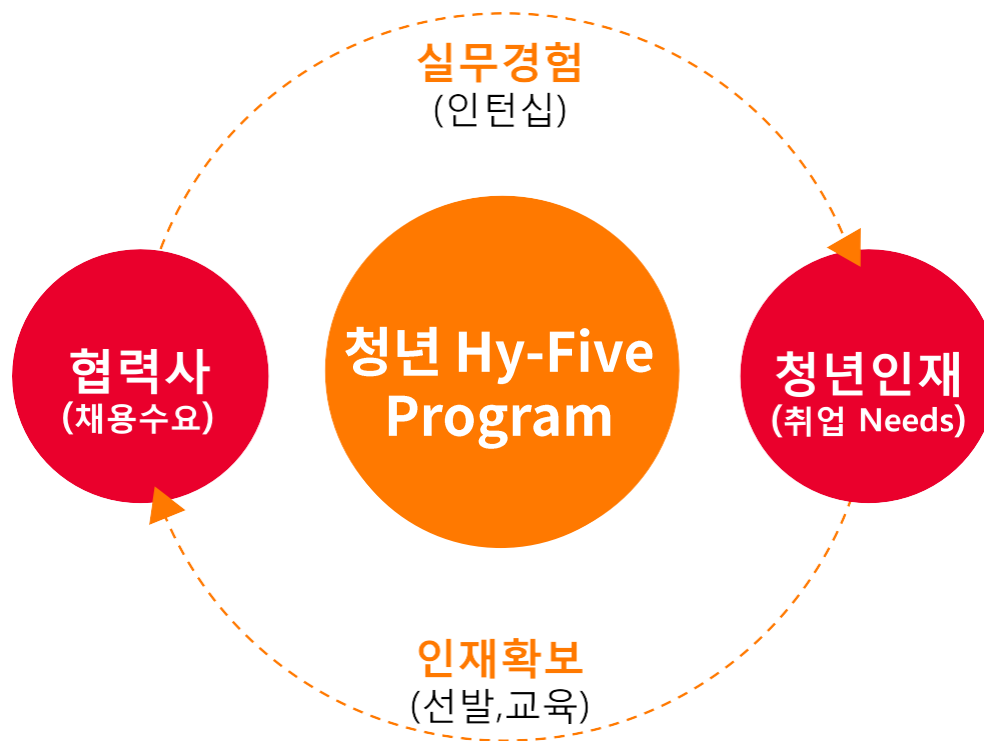 실무경험
(인턴십)
협력사
(채용수요)
청년 Hy-Five
Program
청년인재
(취업 Needs)
인재확보
(선발,교육)